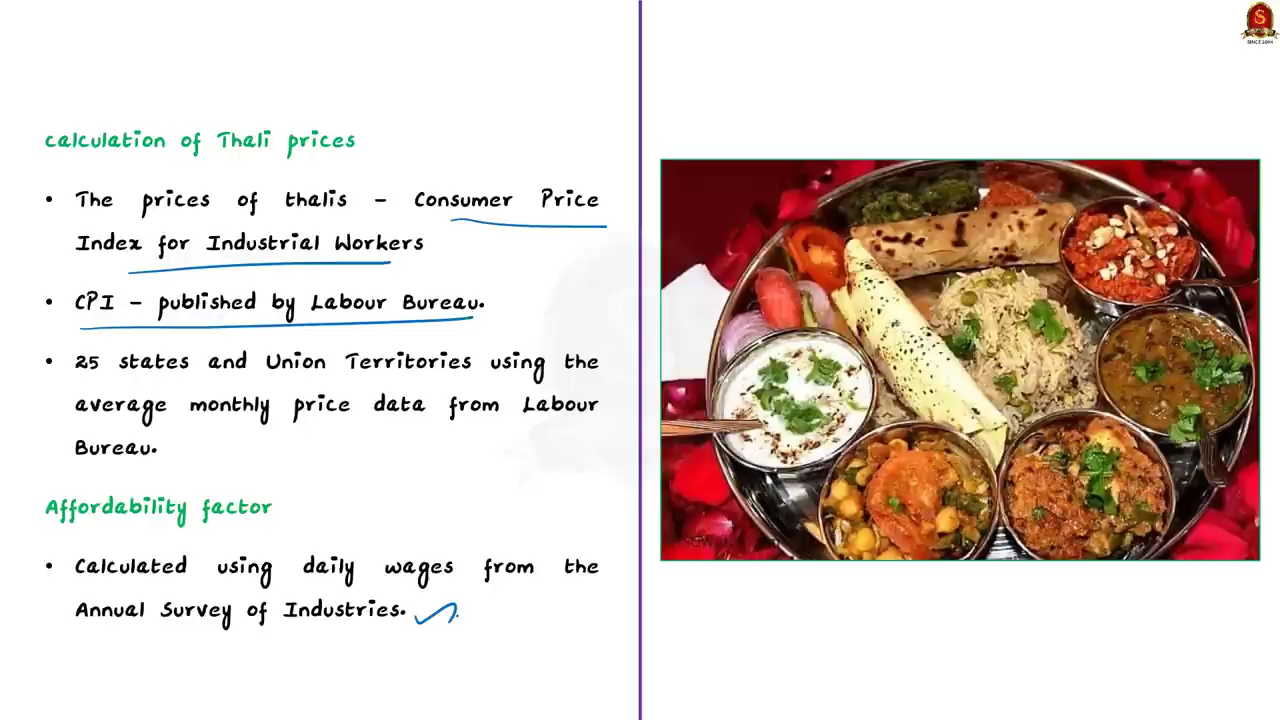 calculation of Thali prices
• The prices of thalis – Consumer Price
Index for Industrial Workers
• CPI – published by Labour Bureau.
• 25 states and Union Territories using the
average monthly price data from Labour
Bureau.
Affordability factor
• Calculated using daily wages from the
Annual Survey of Industries.
S
SINCE 2004